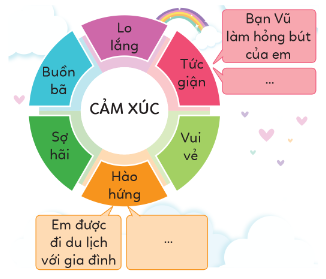 Lo
lắng
Tức
giận
Vui
vẻ
Hào
hứng
Sợ
hãi
Buồn
bã
CẢM XÚC
Bạn Vũ
làm hỏng bút
của em
...
Em được
đi du lịch
với gia đình
...